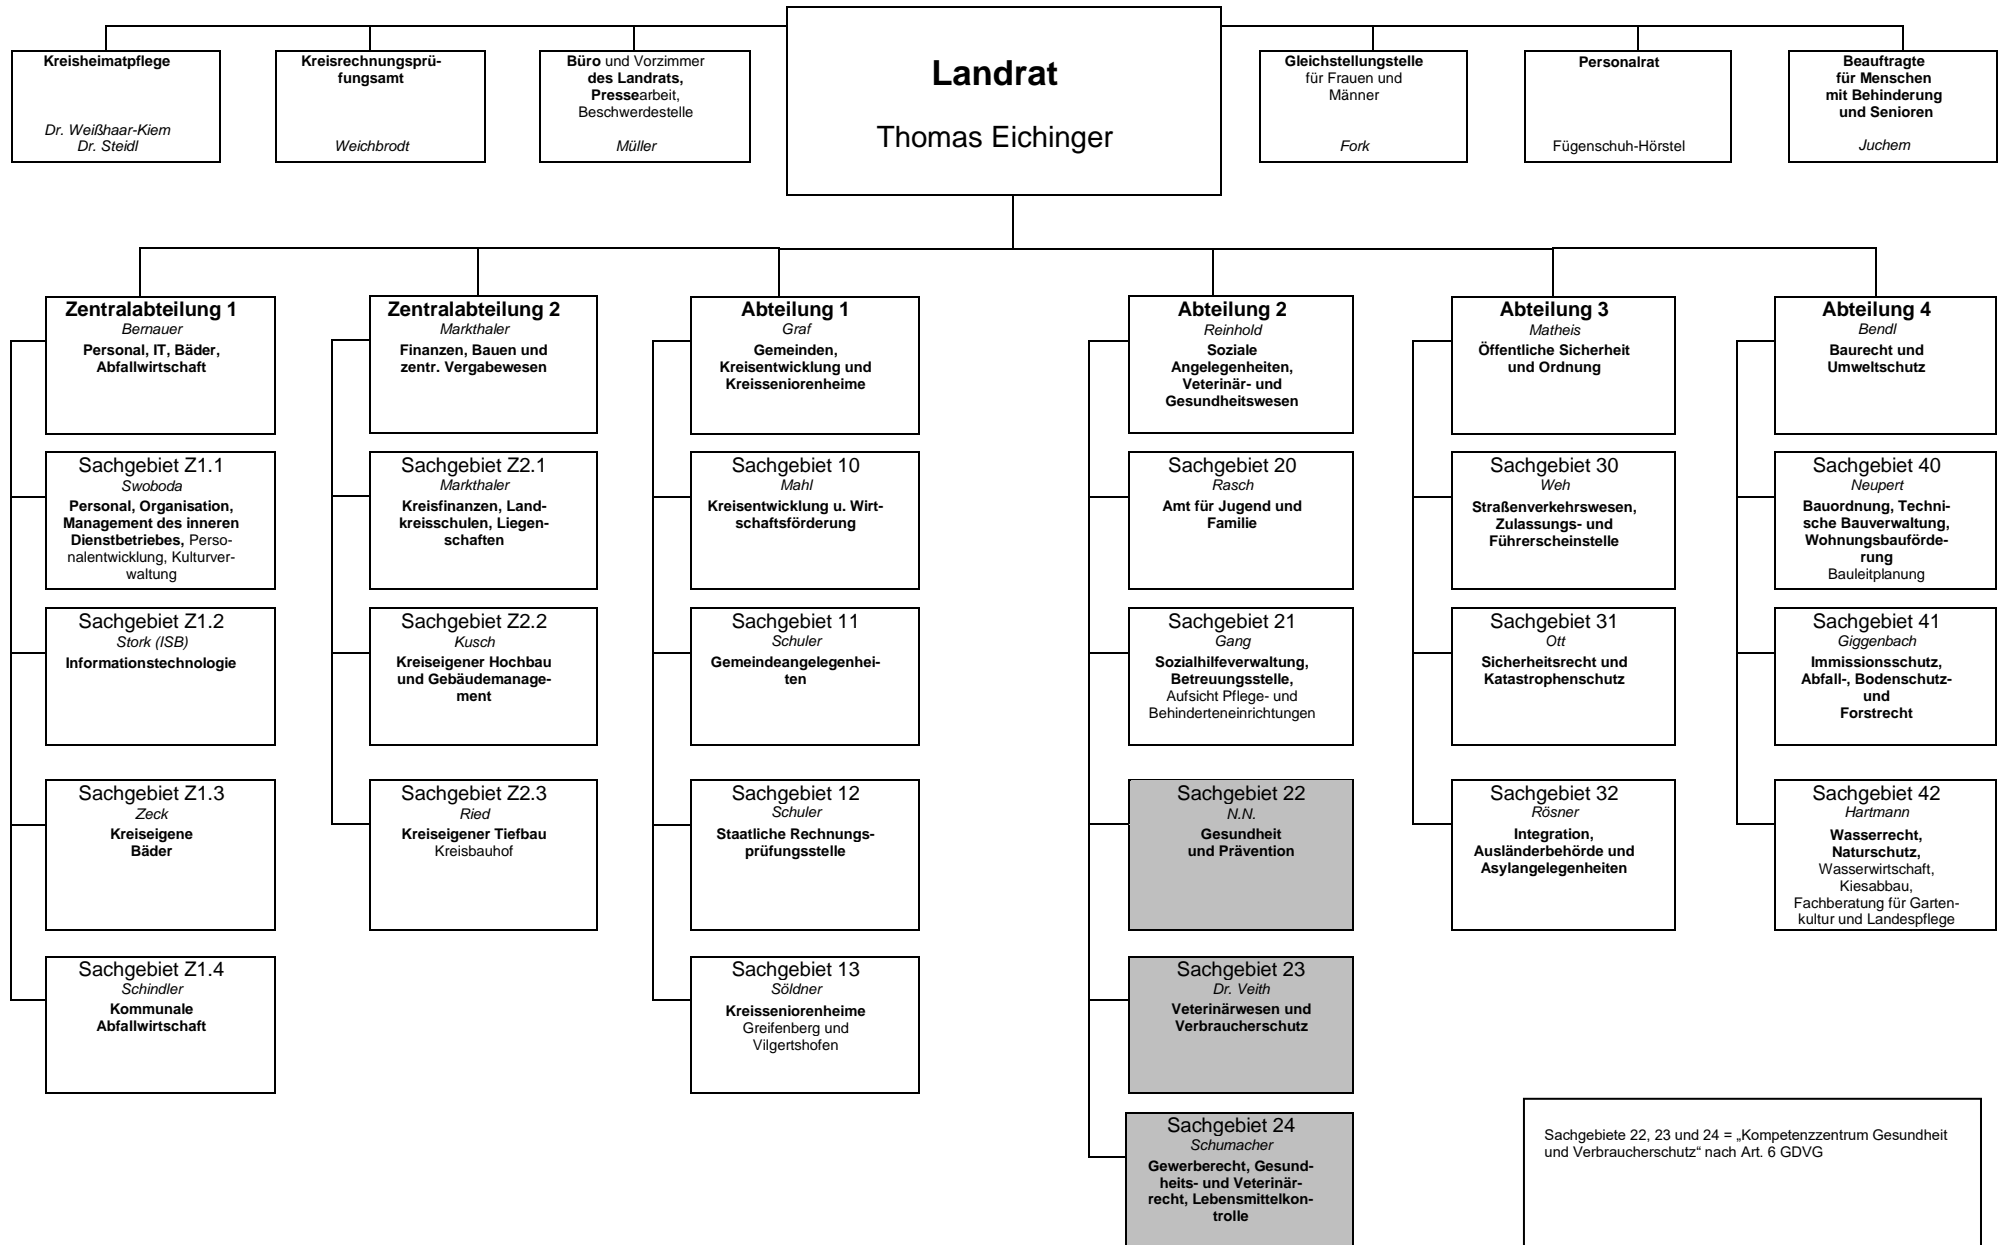 Kreisheimatpflege
Dr. Weißhaar-Kiem
Dr. Steidl
Kreisrechnungsprü-
fungsamt
Weichbrodt
Büro und Vorzimmer
des Landrats,
Pressearbeit,
Beschwerdestelle
Müller
Landrat
Thomas Eichinger
Gleichstellungstelle
für Frauen und
Männer
Fork
Personalrat
Fügenschuh-Hörstel
Beauftragte
für Menschen
mit Behinderung
und Senioren
Juchem
Zentralabteilung 1
Bernauer
Personal, IT, Bäder,
Abfallwirtschaft
Sachgebiet Z1.1
Swoboda
Personal, Organisation,
Management des inneren
Dienstbetriebes, Perso-
nalentwicklung, Kulturver-
waltung
Sachgebiet Z1.2
Stork (ISB)
Informationstechnologie
Sachgebiet Z1.3
Zeck
Kreiseigene
Bäder
Sachgebiet Z1.4
Schindler
Kommunale
Abfallwirtschaft
Zentralabteilung 2
Markthaler
Finanzen, Bauen und
zentr. Vergabewesen
Sachgebiet Z2.1
Markthaler
Kreisfinanzen, Land-
kreisschulen, Liegen-
schaften
Sachgebiet Z2.2
Kusch
Kreiseigener Hochbau
und Gebäudemanage-
ment
Sachgebiet Z2.3
Ried
Kreiseigener Tiefbau
Kreisbauhof
Abteilung 1
Graf
Gemeinden,
Kreisentwicklung und
Kreisseniorenheime
Sachgebiet 10
Mahl
Kreisentwicklung u. Wirt-
schaftsförderung
Sachgebiet 11
Schuler
Gemeindeangelegenhei-
ten
Sachgebiet 12
Schuler
Staatliche Rechnungs-
prüfungsstelle
Sachgebiet 13
Söldner
Kreisseniorenheime
Greifenberg und
Vilgertshofen
Abteilung 2
Reinhold
Soziale
Angelegenheiten,
Veterinär- und
Gesundheitswesen
Sachgebiet 20
Rasch
Amt für Jugend und
Familie
Sachgebiet 21
Gang
Sozialhilfeverwaltung,
Betreuungsstelle,
Aufsicht Pflege- und
Behinderteneinrichtungen
Sachgebiet 22
N.N.
Gesundheit
und Prävention
Sachgebiet 23
Dr. Veith
Veterinärwesen und
Verbraucherschutz
Sachgebiet 24
Schumacher
Gewerberecht, Gesund-
heits- und Veterinär-
recht, Lebensmittelkon-
trolle
Abteilung 3
Matheis
Öffentliche Sicherheit
und Ordnung
Sachgebiet 30
Weh
Straßenverkehrswesen,
Zulassungs- und
Führerscheinstelle
Sachgebiet 31
Ott
Sicherheitsrecht und
Katastrophenschutz
Sachgebiet 32
Rösner
Integration,
Ausländerbehörde und
Asylangelegenheiten
Abteilung 4
Bendl
Baurecht und
Umweltschutz
Sachgebiet 40
Neupert
Bauordnung, Techni-
sche Bauverwaltung,
Wohnungsbauförde-
rung
Bauleitplanung
Sachgebiet 41
Giggenbach
Immissionsschutz,
Abfall-, Bodenschutz-
und
Forstrecht
Sachgebiet 42
Hartmann
Wasserrecht,
Naturschutz,
Wasserwirtschaft,
Kiesabbau,
Fachberatung für Garten-
kultur und Landespflege
Sachgebiete 22, 23 und 24 = „Kompetenzzentrum Gesundheit
und Verbraucherschutz“ nach Art. 6 GDVG